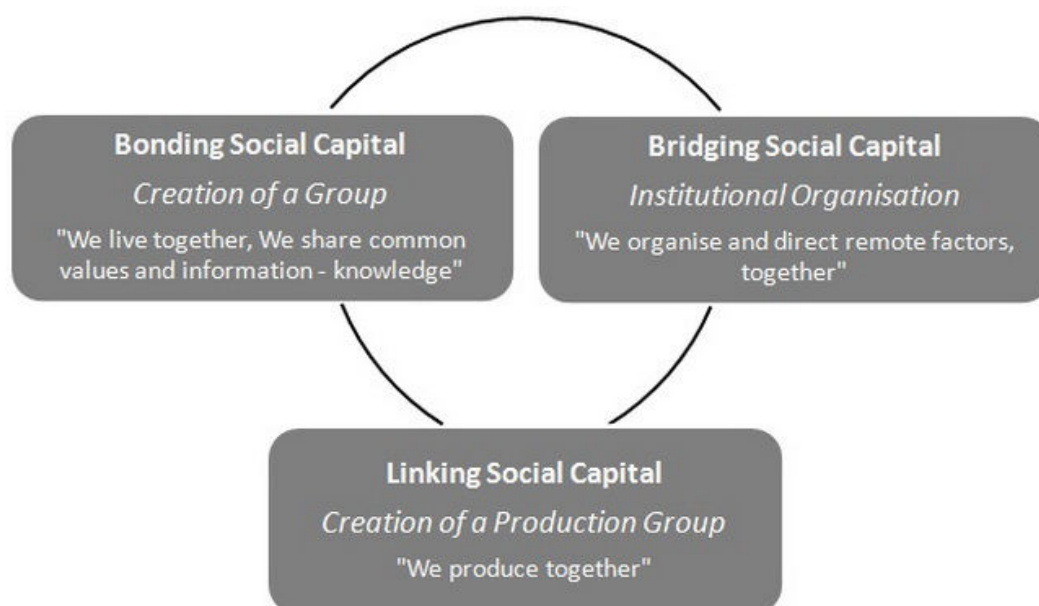 Bonding Social Capital
Creation of a Group
"We live together, We share common
values and information - knowledge"
Bridging Social Capital
Institutional Organisation
"We organise and direct remote factors,
together"
Linking Social Capital
Creation of a Production Group
"We produce together"